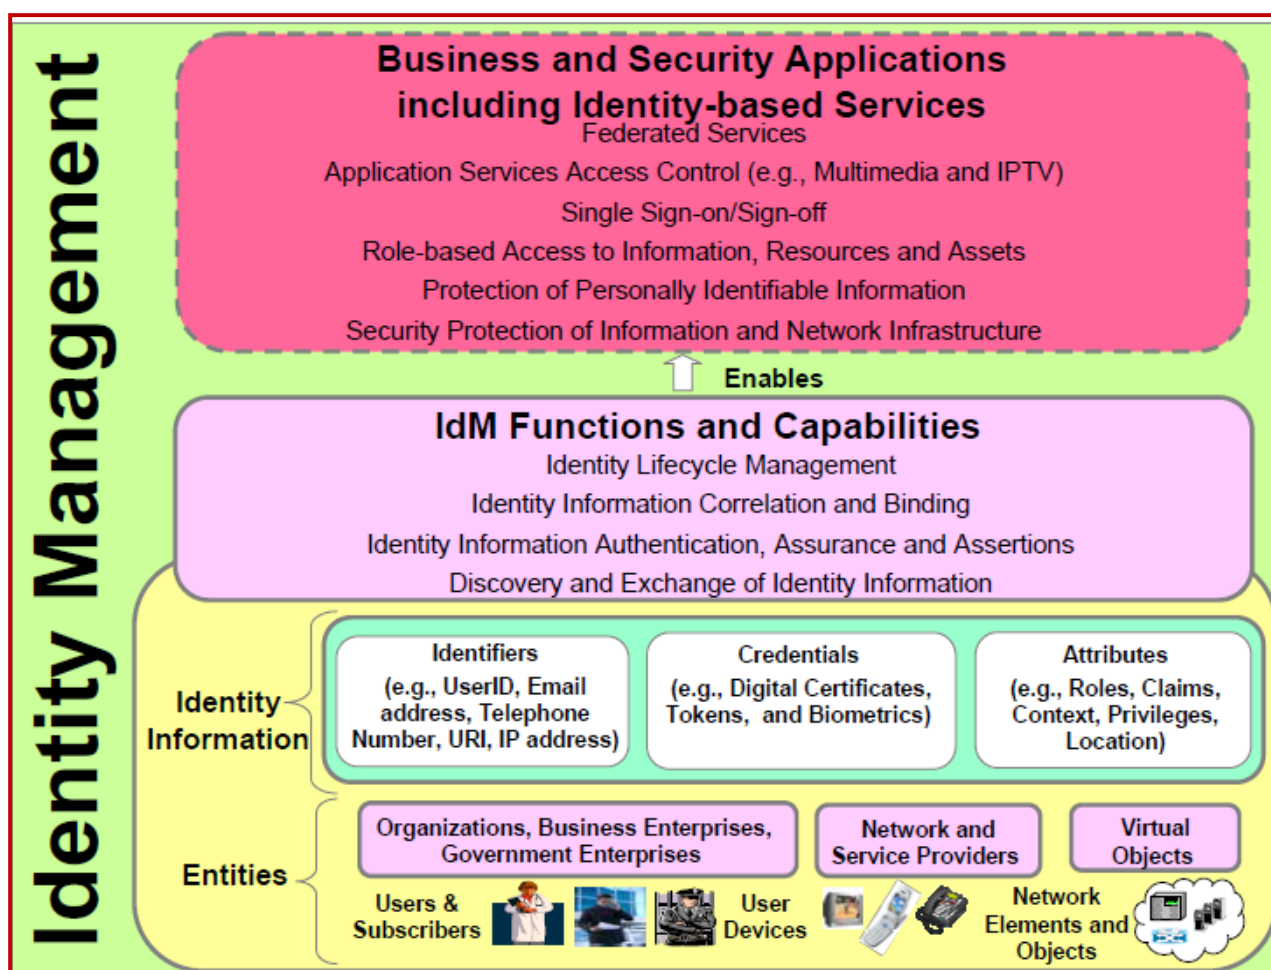 Identity Management
Business and Security Applications
including Identity-based Services
Federated Services
Application Services Access Control (e.g., Multimedia and IPTV)
Single Sign-on/Sign-off
Role-based Access to Information, Resources and Assets
Protection of Personally Identifiable Information
Security Protection of Information and Network Infrastructure
Enables
IdM Functions and Capabilities
Identity Lifecycle Management
Identity Information Correlation and Binding
Identity Information Authentication, Assurance and Assertions
Discovery and Exchange of Identity Information
Identity
Information
Identifiers
(e.g., UserID, Email
address, Telephone
Number, URI, IP address)
Credentials
(e.g., Digital Certificates,
Tokens, and Biometrics)
Attributes
(e.g., Roles, Claims,
Context, Privileges,
Location)
Entities
Organizations, Business Enterprises,
Government Enterprises
Network and
Service Providers
Virtual
Objects
Users &
Subscribers
User
Devices
Network
Elements and
Objects